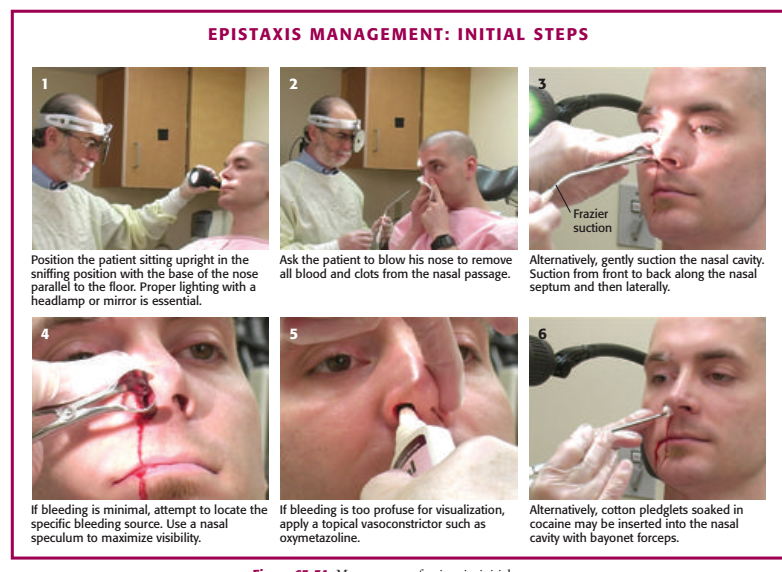 EPISTAXIS MANAGEMENT: INITIAL STEPS
1
Position the patient sitting upright in the
sniffing position with the base of the nose
parallel to the floor. Proper lighting with a
headlamp or mirror is essential.
2
Ask the patient to blow his nose to remove
all blood and clots from the nasal passage.
3
Frazier
suction
Alternatively, gently suction the nasal cavity.
Suction from front to back along the nasal
septum and then laterally.
4
If bleeding is minimal, attempt to locate the
specific bleeding source. Use a nasal
speculum to maximize visibility.
5
If bleeding is too profuse for visualization,
apply a topical vasoconstrictor such as
oxymetazoline.
6
Alternatively, cotton pledglets soaked in
cocaine may be inserted into the nasal
cavity with bayonet forceps.